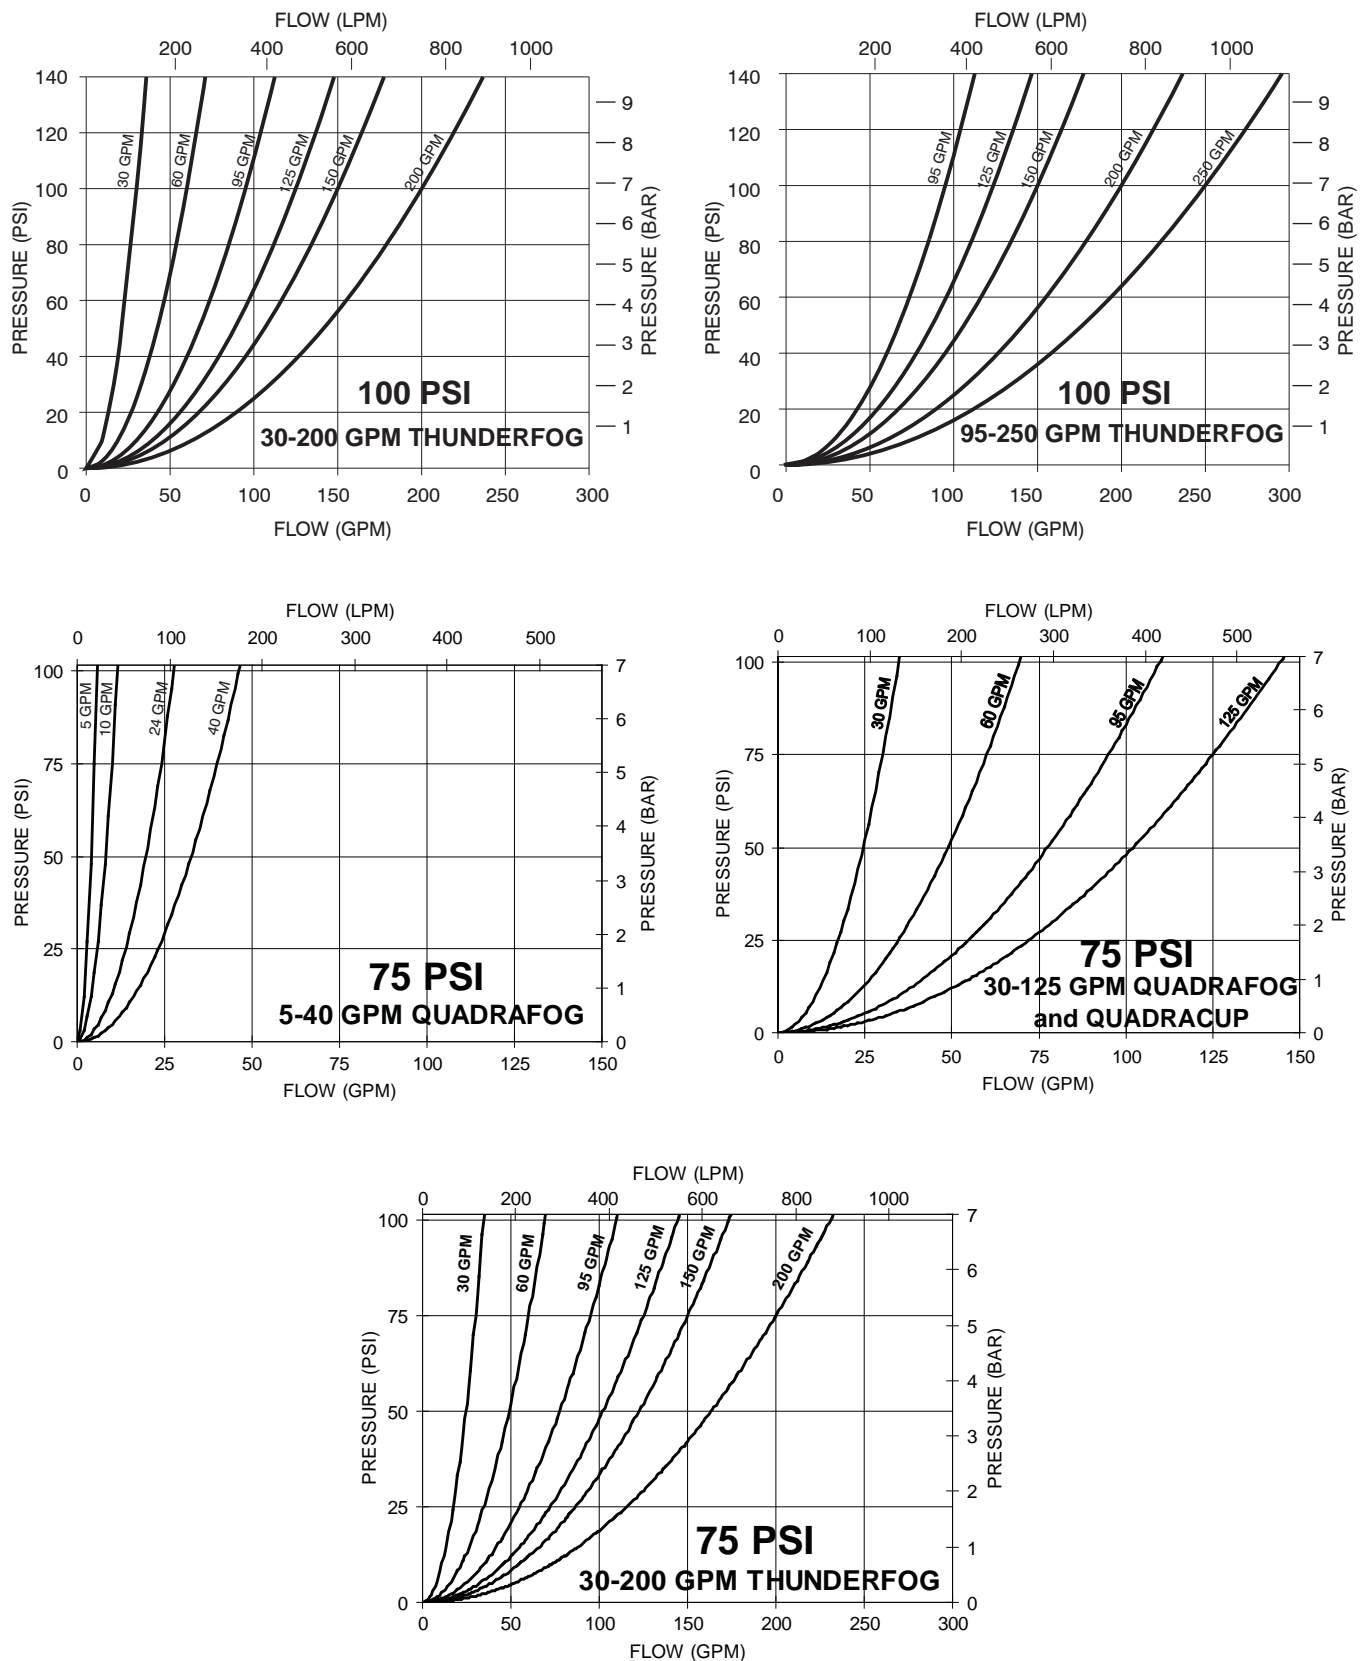 FLOW (LPM)
200 400 600 800 1000
140
120
100
80
60
40
20
0
PRESSURE (PSI)
30 GPM
60 GPM
95 GPM
125 GPM
150 GPM
200 GPM
9
8
7
6
5
4
3
2
1
PRESSURE (BAR)
100 PSI
30-200 GPM THUNDERFOG
0 50 100 150 200 250 300
FLOW (GPM)
FLOW (LPM)
200 400 600 800 1000
140
120
100
80
60
40
20
0
PRESSURE (PSI)
95 GPM
125 GPM
150 GPM
200 GPM
250 GPM
9
8
7
6
5
4
3
2
1
PRESSURE (BAR)
100 PSI
95-250 GPM THUNDERFOG
0 50 100 150 200 250 300
FLOW (GPM)
FLOW (LPM)
0 100 200 300 400 500
100
75
50
25
0
PRESSURE (PSI)
5 GPM
10 GPM
24 GPM
40 GPM
7
6
5
4
3
2
1
0
PRESSURE (BAR)
75 PSI
5-40 GPM QUADRAFOG
0 25 50 75 100 125 150
FLOW (GPM)
FLOW (LPM)
0 100 200 300 400 500
100
75
50
25
0
PRESSURE (PSI)
30 GPM
60 GPM
95 GPM
125 GPM
7
6
5
4
3
2
1
0
PRESSURE (BAR)
75 PSI
30-125 GPM QUADRAFOG
and QUADRACUP
0 25 50 75 100 125 150
FLOW (GPM)
FLOW (LPM)
0 200 400 600 800 1000
100
75
50
25
0
PRESSURE (PSI)
30 GPM
60 GPM
95 GPM
125 GPM
150 GPM
200 GPM
7
6
5
4
3
2
1
0
PRESSURE (BAR)
75 PSI
30-200 GPM THUNDERFOG
0 50 100 150 200 250 300
FLOW (GPM)